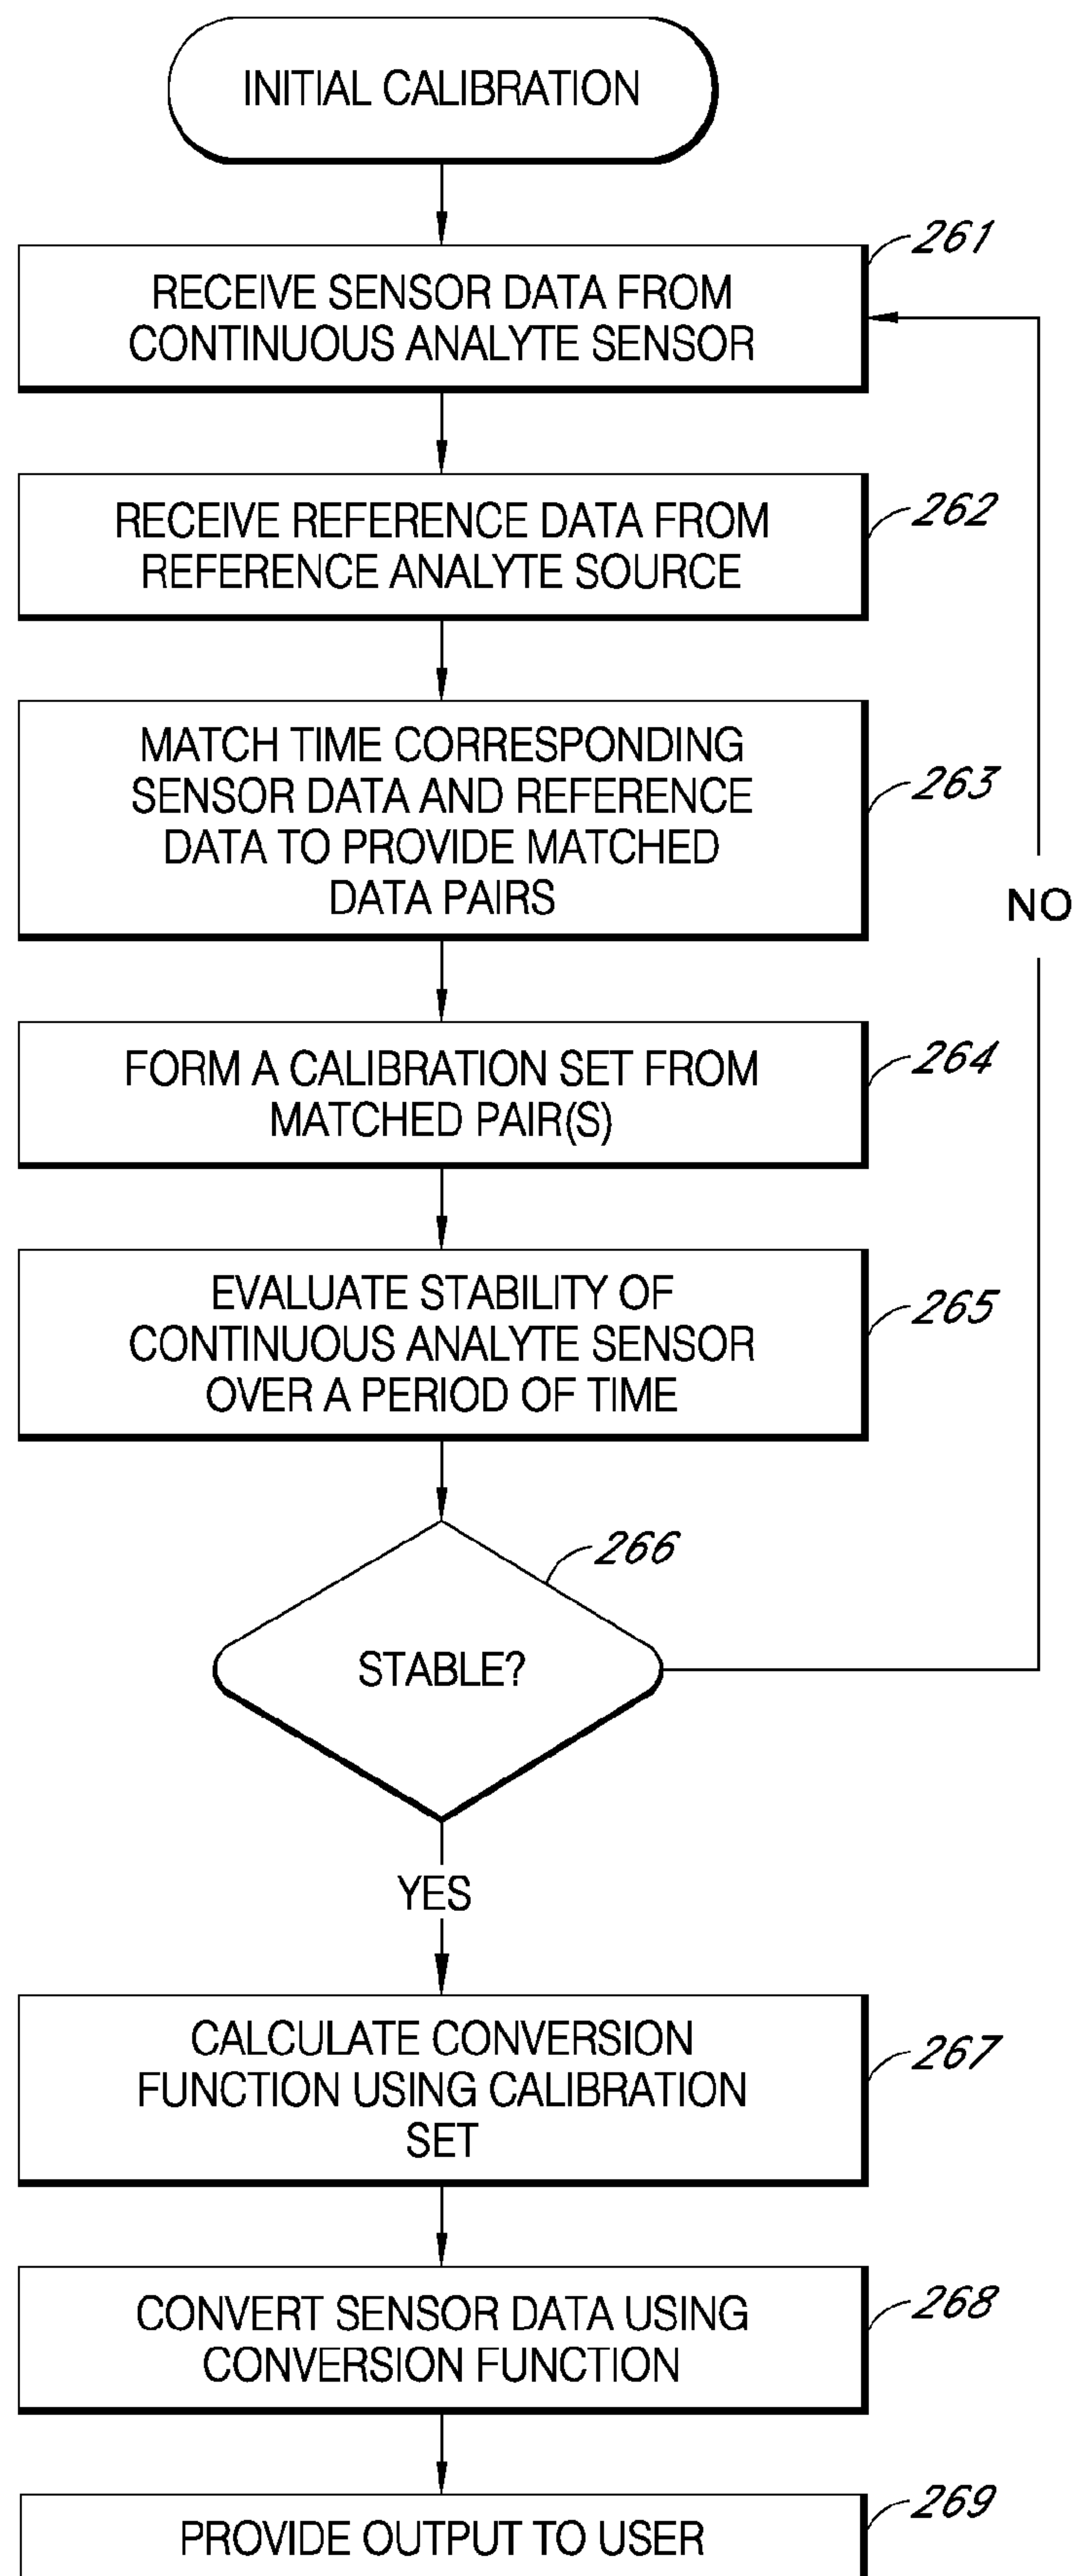 INITIAL CALIBRATION
261
RECEIVE SENSOR DATA FROM
CONTINUOUS ANALYTE SENSOR
262
RECEIVE REFERENCE DATA FROM
REFERENCE ANALYTE SOURCE
263
MATCH TIME CORRESPONDING
SENSOR DATA AND REFERENCE
DATA TO PROVIDE MATCHED
DATA PAIRS
NO
264
FORM A CALIBRATION SET FROM
MATCHED PAIR(S)
265
EVALUATE STABILITY OF
CONTINUOUS ANALYTE SENSOR
OVER A PERIOD OF TIME
266
STABLE?
YES
267
CALCULATE CONVERSION
FUNCTION USING CALIBRATION
SET
268
CONVERT SENSOR DATA USING
CONVERSION FUNCTION
269
PROVIDE OUTPUT TO USER